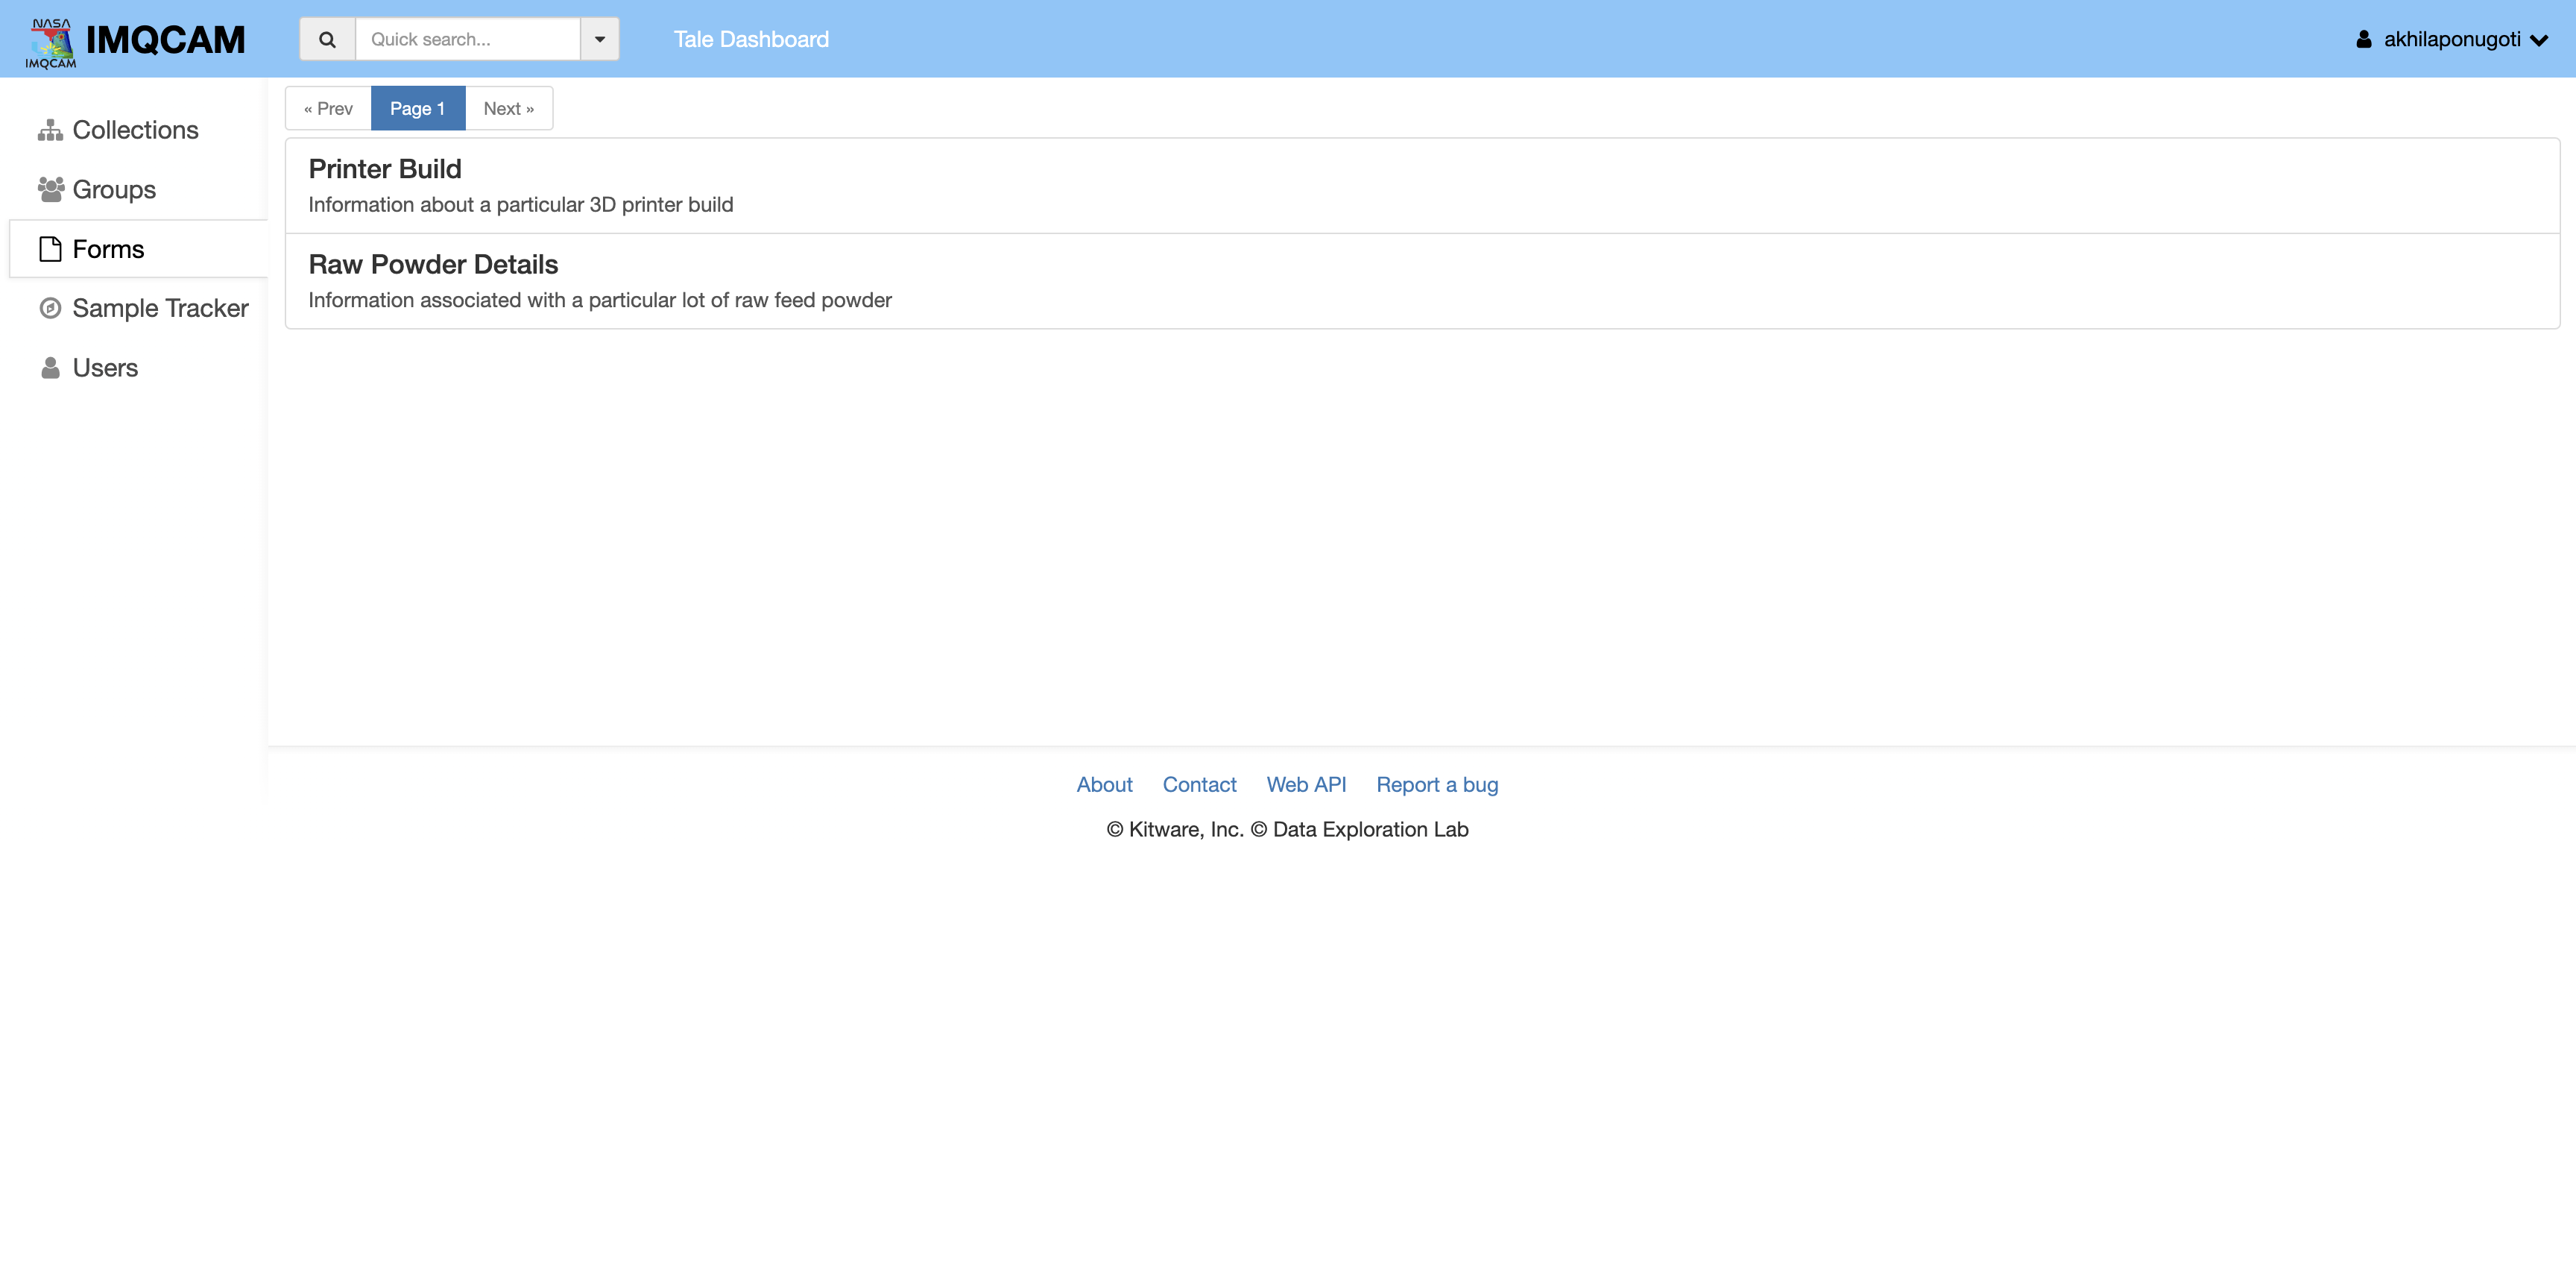 NASA
IMQCAM
IMQCAM
Quick search...
Tale Dashboard
akhilaponugoti
Collections
Groups
Forms
Sample Tracker
Users
« Prev
Page 1
Next »
Printer Build
Information about a particular 3D printer build
Raw Powder Details
Information associated with a particular lot of raw feed powder
About
Contact
Web API
Report a bug
© Kitware, Inc. © Data Exploration Lab